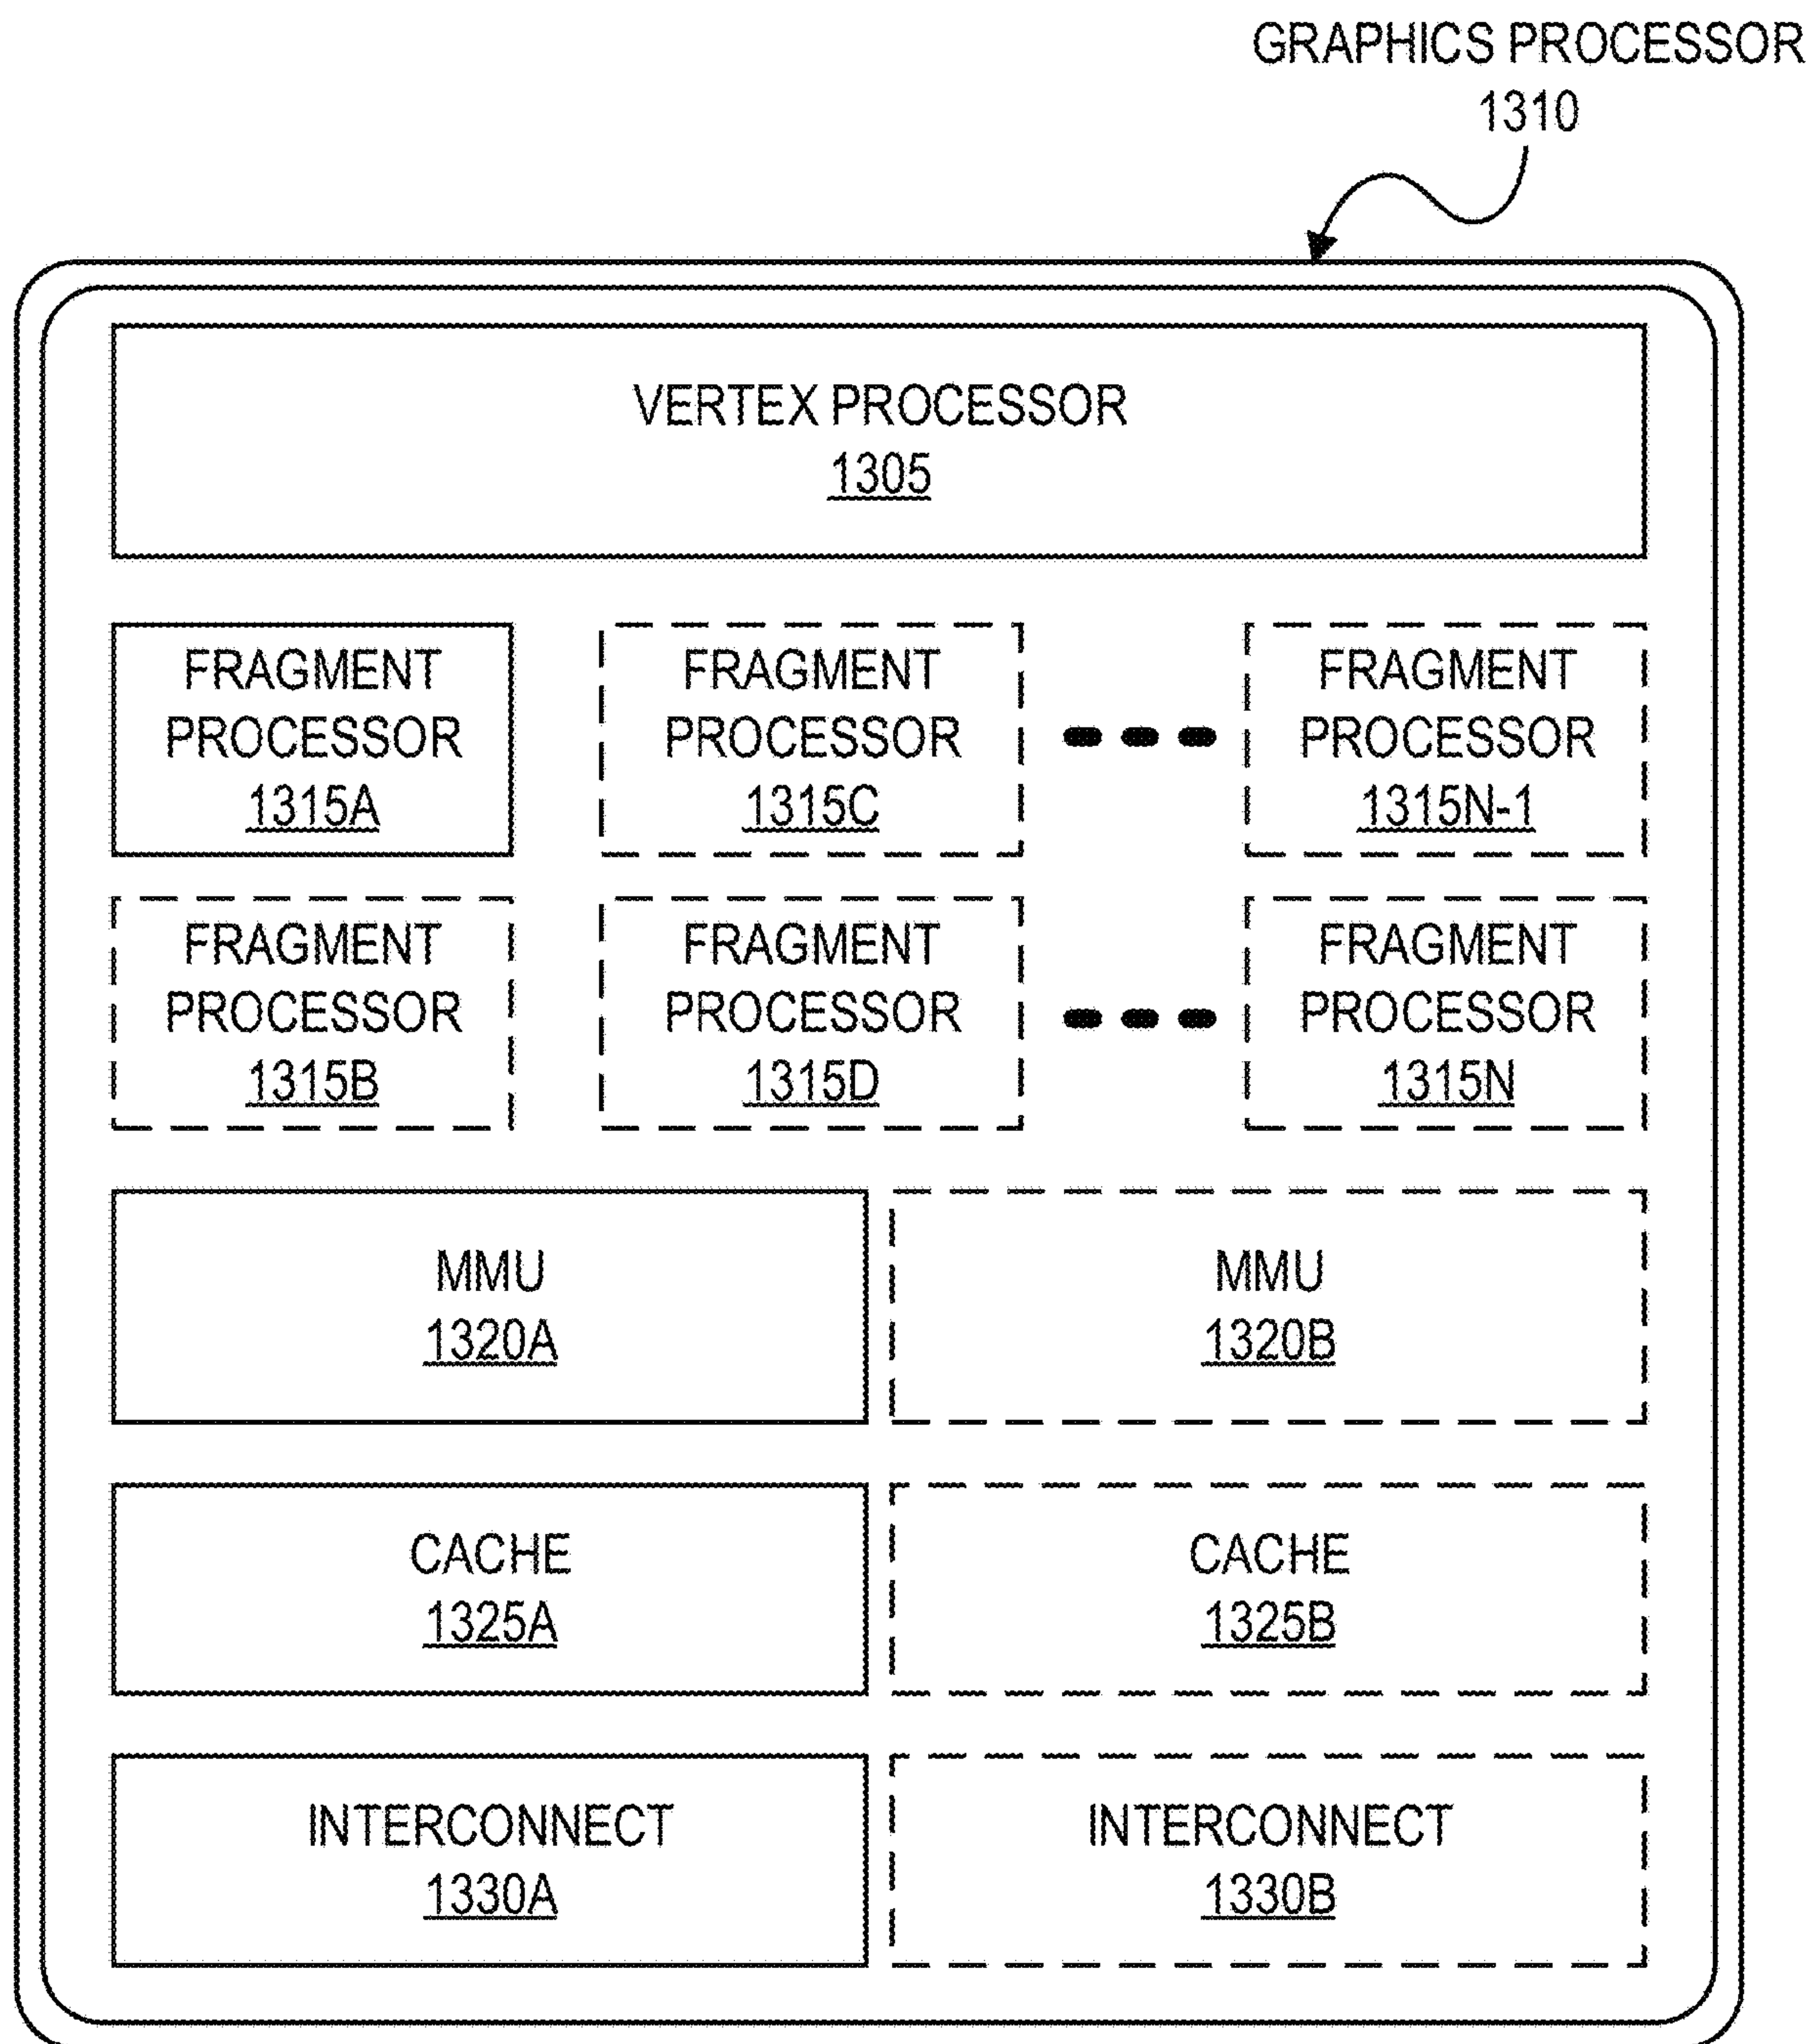 GRAPHICS PROCESSOR
1310
VERTEX PROCESSOR
1305
FRAGMENT
PROCESSOR
1315A
FRAGMENT
PROCESSOR
1315C
FRAGMENT
PROCESSOR
1315N-1
FRAGMENT
PROCESSOR
1315B
FRAGMENT
PROCESSOR
1315D
FRAGMENT
PROCESSOR
1315N
MMU
1320A
MMU
1320B
CACHE
1325A
CACHE
1325B
INTERCONNECT
1330A
INTERCONNECT
1330B